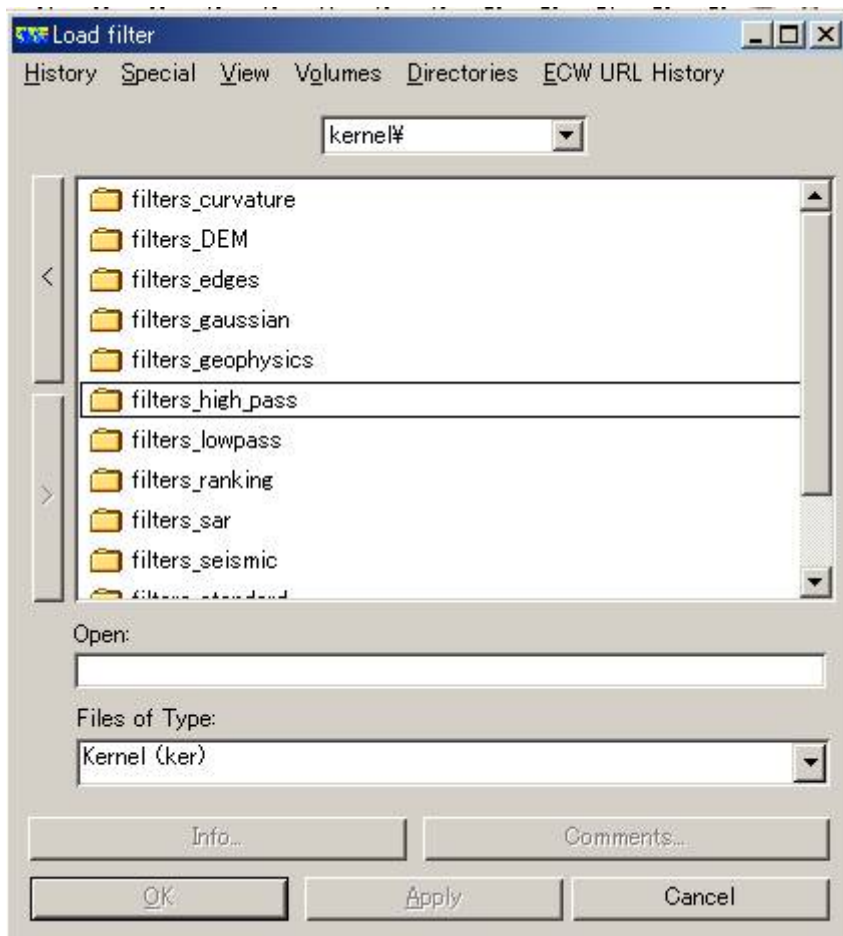 Load filter
History Special View Volumes Directories ECW URL History
kernel¥
<
filters_curvature
filters_DEM
filters_edges
filters_gaussian
filters_geophysics
filters_high_pass
filters_lowpass
>
filters_ranking
filters_sar
filters_seismic
Open:
Files of Type:
Kernel (ker)
Info... Comments...
OK Apply Cancel